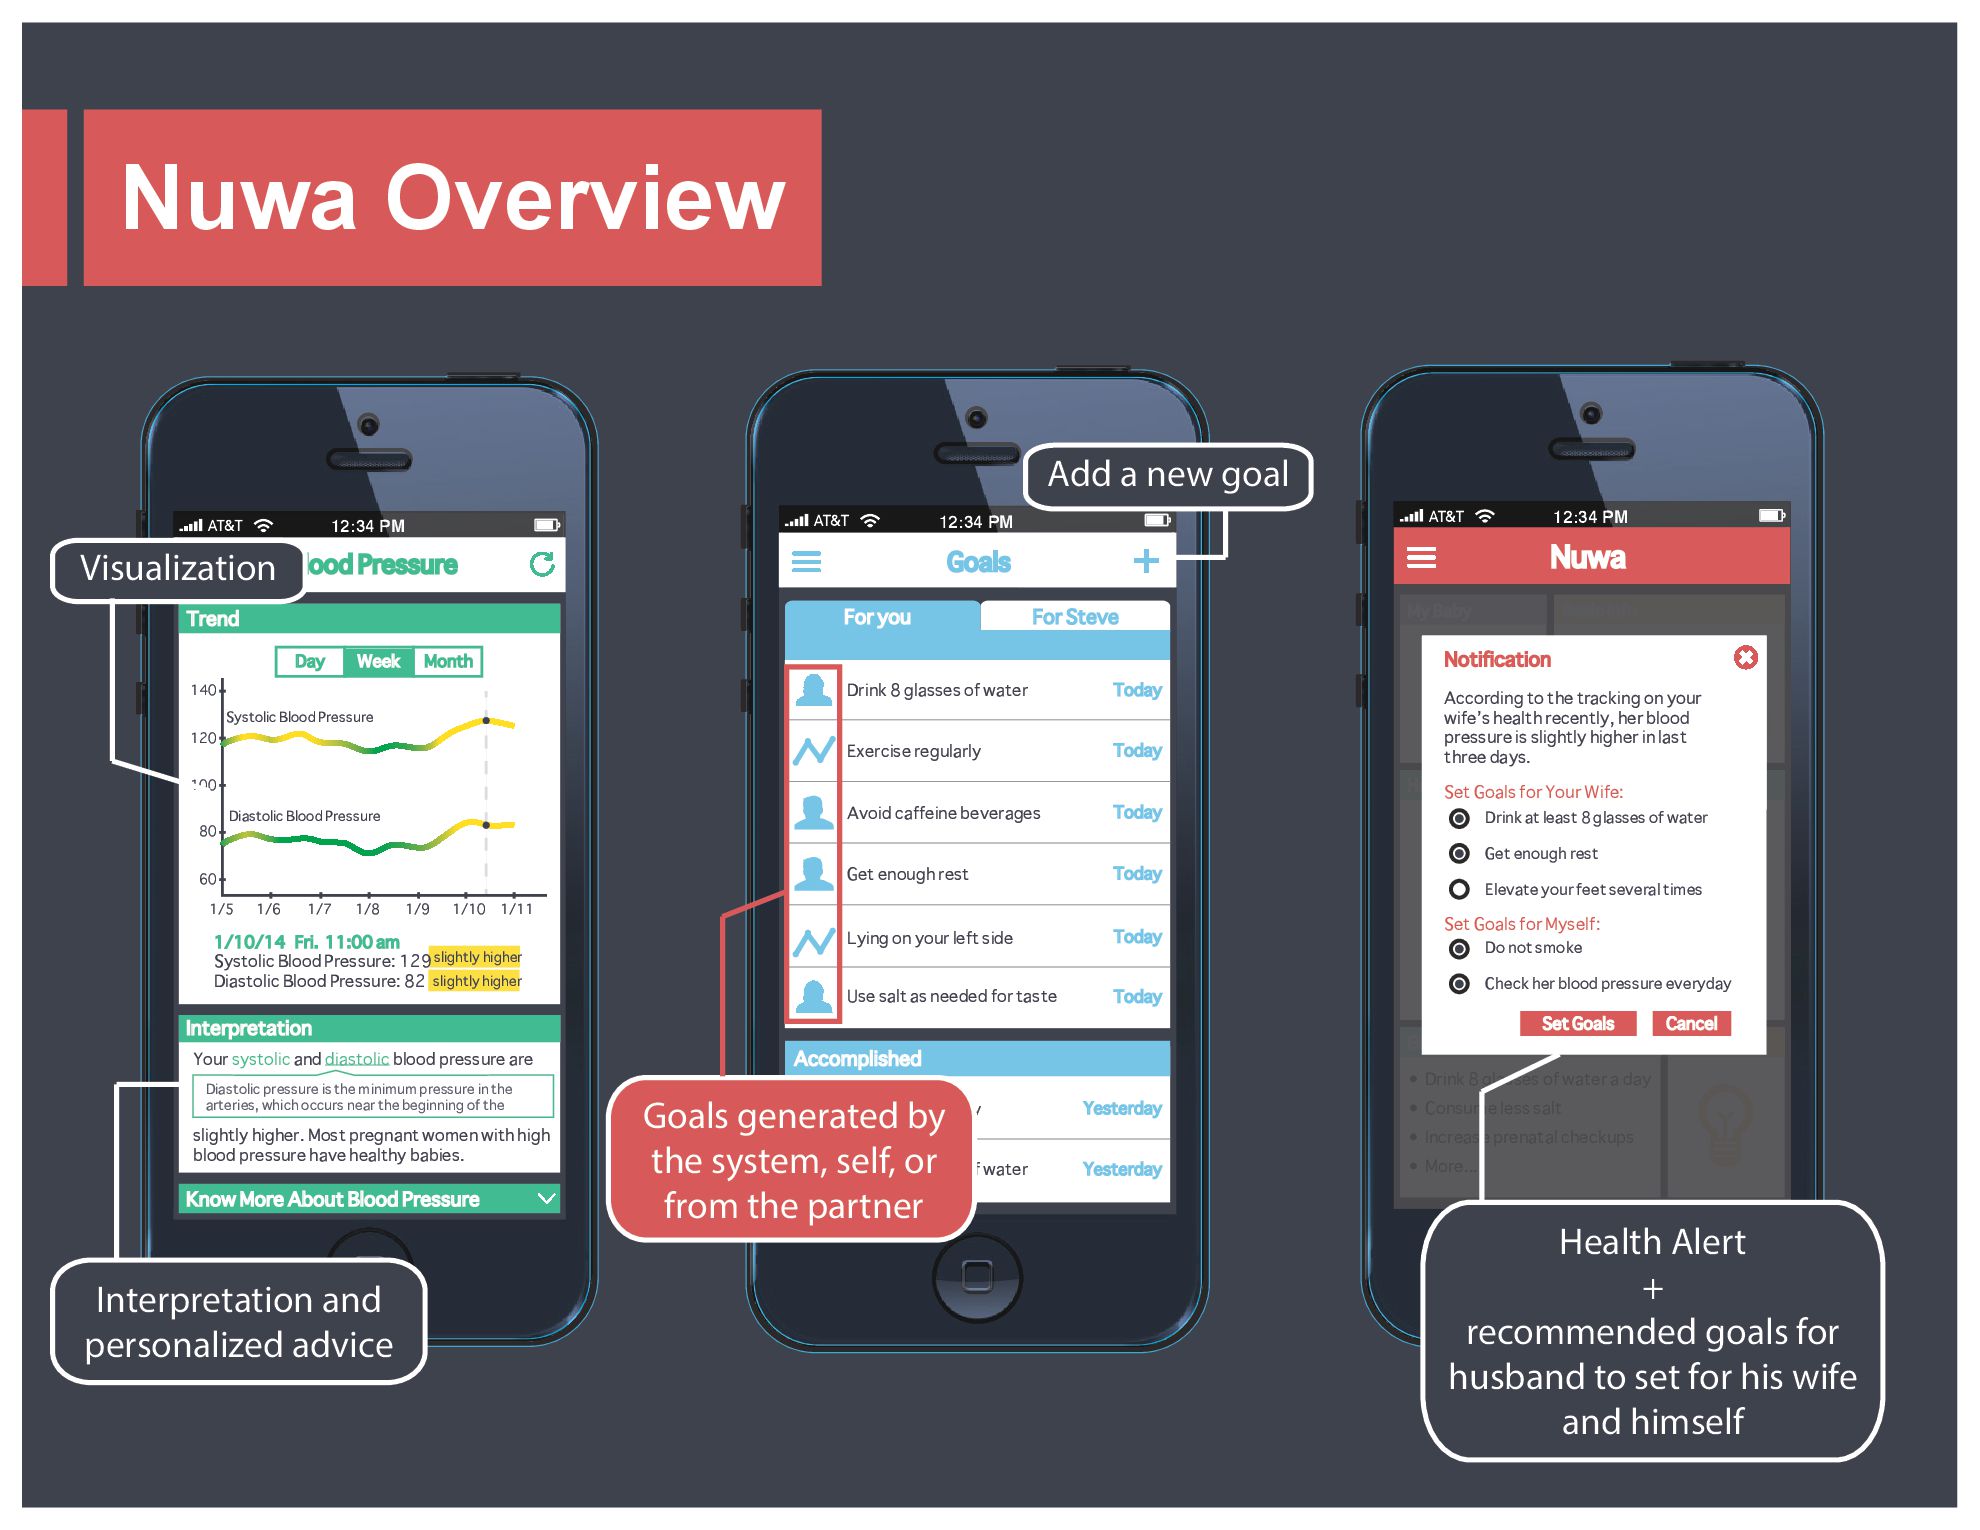 Nuwa Overview
AT&T 12:34 PM
Visualization
lood Pressure
Trend
Day Week Month
140
Systolic Blood Pressure
120
100
Diastolic Blood Pressure
80
60
1/5 1/6 1/7 1/8 1/9 1/10 1/11
1/10/14 Fri. 11:00 am
Systolic Blood Pressure: 129 slightly higher
Diastolic Blood Pressure: 82 slightly higher
Interpretation
Your systolic and diastolic blood pressure are
Diastolic pressure is the minimum pressure in the
arteries, which occurs near the beginning of the
slightly higher. Most pregnant women with high
blood pressure have healthy babies.
Know More About Blood Pressure
Interpretation and
personalized advice
Add a new goal
AT&T 12:34 PM
Goals +
For you For Steve
Drink 8 glasses of water Today
Exercise regularly Today
Avoid caffeine beverages Today
Get enough rest Today
Lying on your left side Today
Use salt as needed for taste Today
Accomplished
y Yesterday
f water Yesterday
Goals generated by
the system, self, or
from the partner
AT&T 12:34 PM
Nuwa
My Baby
Notification
According to the tracking on your
wife's health recently, her blood
pressure is slightly higher in last
three days.
Set Goals for Your Wife:
Drink at least 8 glasses of water
Get enough rest
Elevate your feet several times
Set Goals for Myself:
Do not smoke
Check her blood pressure everyday
Set Goals Cancel
• Drink 8 glasses of water a day
• Consume less salt
• Increase prenatal checkups
• More...
Health Alert
+
recommended goals for
husband to set for his wife
and himself